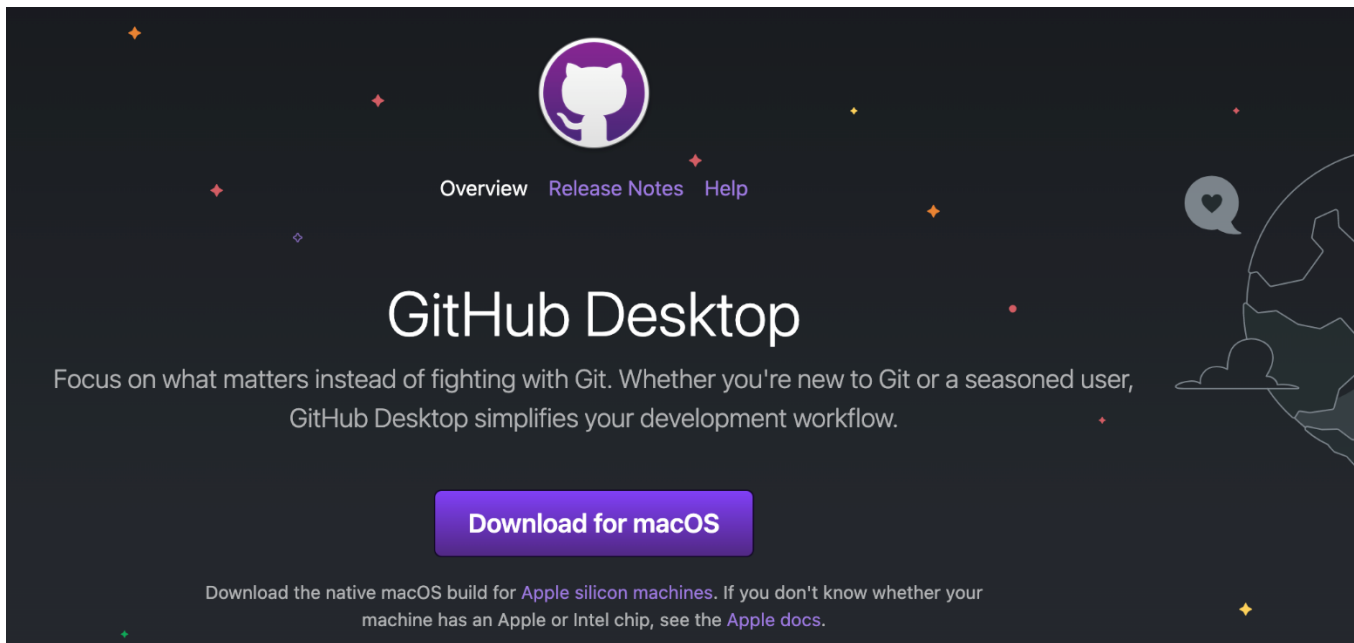 Overview Release Notes Help
GitHub Desktop
Focus on what matters instead of fighting with Git. Whether you're new to Git or a seasoned user,
GitHub Desktop simplifies your development workflow.
Download for macOS
Download the native macOS build for Apple silicon machines. If you don't know whether your
machine has an Apple or Intel chip, see the Apple docs.